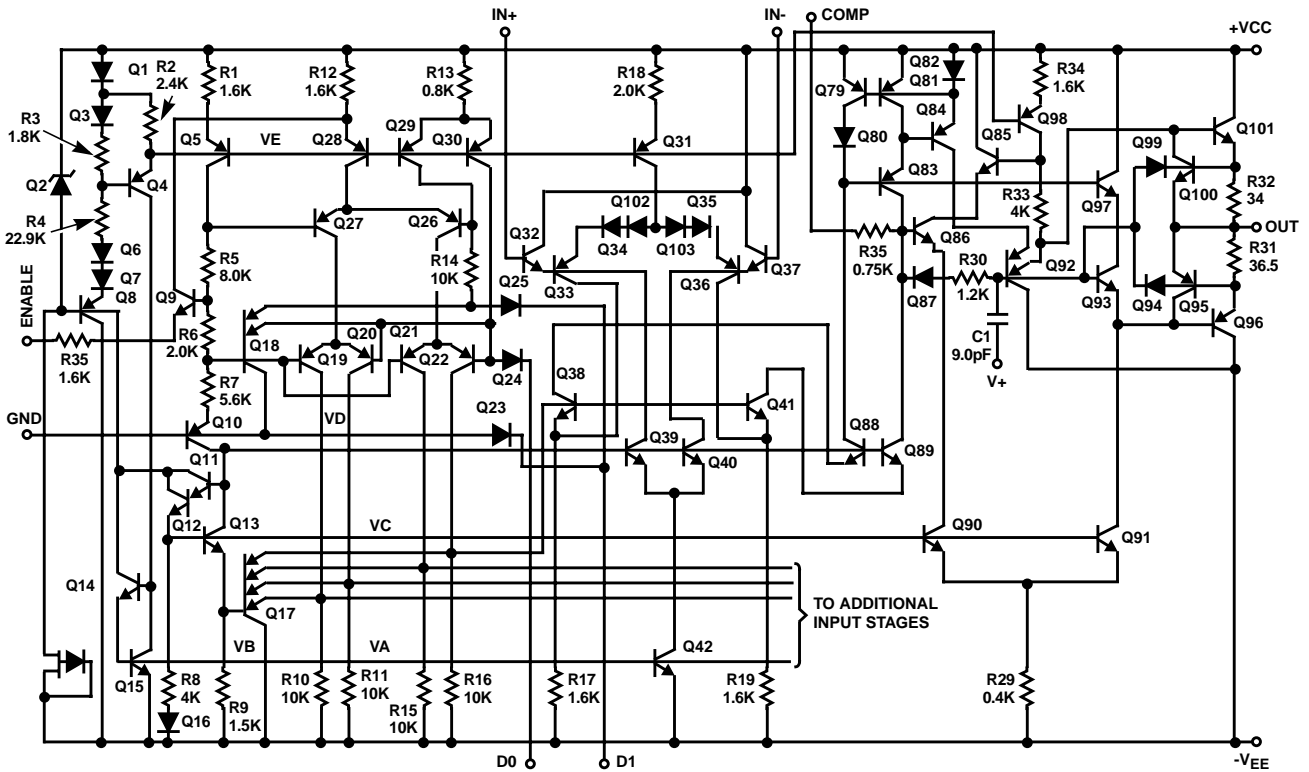 IN+
IN-
COMP
+VCC
Q1
R2
2.4K
R1
1.6K
R12
1.6K
R13
0.8K
R18
2.0K
Q82
Q81
Q79
R34
1.6K
R3
1.8K
Q3
Q5
VE
Q28
Q29
Q30
Q31
Q80
Q84
Q85
Q98
Q99
Q101
Q2
Q4
Q83
Q100
R32
34
R4
22.9K
Q27
Q26
Q32
Q102
Q35
Q34
Q103
Q37
R33
4K
Q97
OUT
Q6
Q7
Q8
R5
8.0K
R14
10K
Q25
Q33
Q36
R35
0.75K
Q86
R30
1.2K
Q87
Q92
Q93
R31
36.5
Q94
Q95
Q96
ENABLE
Q9
R6
2.0K
R35
1.6K
Q18
Q19
Q20
Q21
Q22
Q24
C1
9.0pF
V+
R7
5.6K
Q38
Q41
GND
Q10
VD
Q23
Q39
Q40
Q88
Q89
Q11
Q12
Q13
VC
Q90
Q91
Q14
Q17
TO ADDITIONAL
INPUT STAGES
VB
VA
Q42
Q15
R8
4K
Q16
R9
1.5K
R10
10K
R11
10K
R15
10K
R16
10K
R17
1.6K
R19
1.6K
R29
0.4K
D0
D1
-VEE